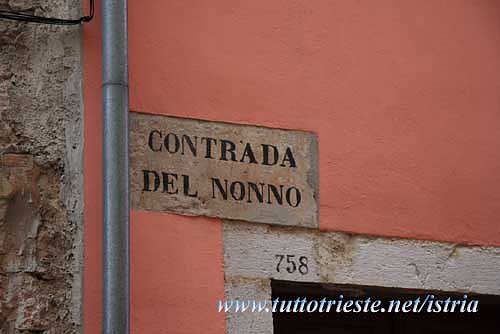 CONTRADA
DEL NONNO
758
www.tuttotrieste.net/istria